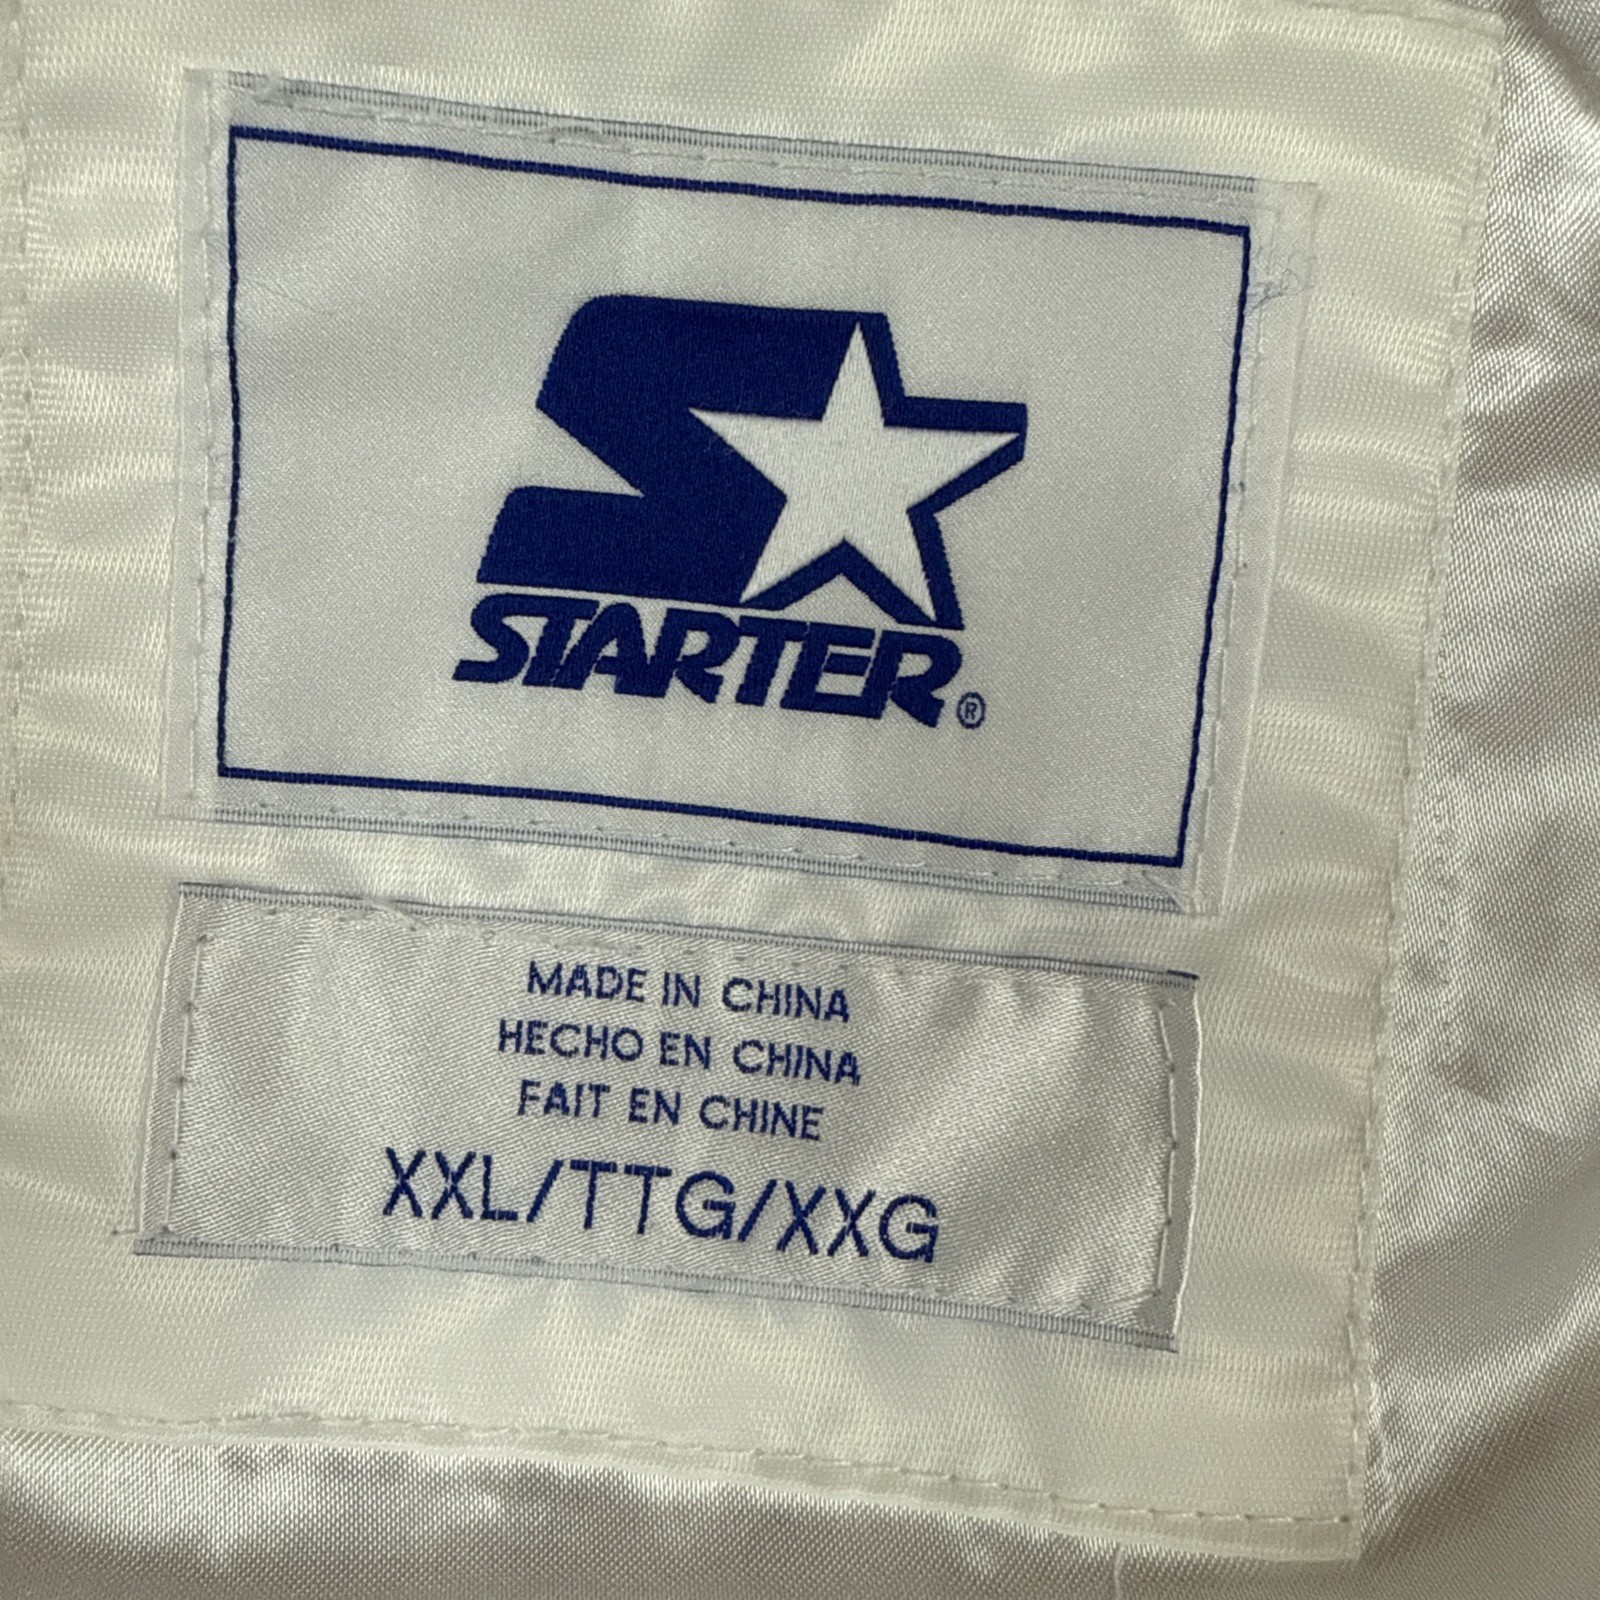 STARTER®
MADE IN CHINA
HECHO EN CHINA
FAIT EN CHINE
XXL/TTG/XXG